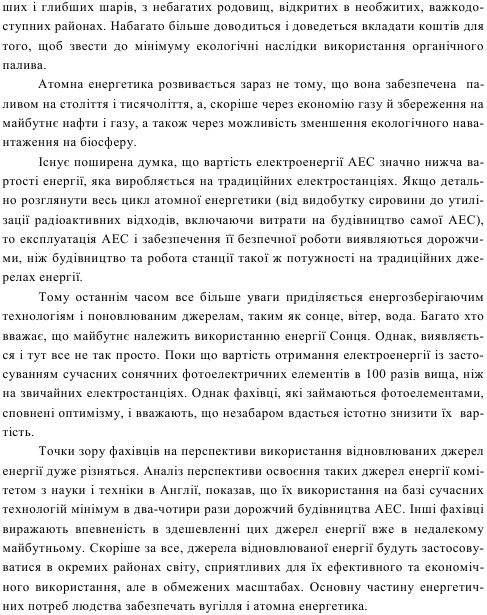 ших і глибших шарів, з небагатих родовищ, відкритих в необжитих, важкодо-
ступних районах. Набагато більше доводиться і доведеться вкладати коштів для
того, щоб звести до мінімуму екологічні наслідки використання органічного
палива.
Атомна енергетика розвивається зараз не тому, що вона забезпечена па-
ливом на століття і тисячоліття, а, скоріше через економію газу й збереження на
майбутнє нафти і газу, а також через можливість зменшення екологічного нава-
нтаження на біосферу.
Існує поширена думка, що вартість електроенергії АЕС значно нижча ва-
ртості енергії, яка виробляється на традиційних електростанціях. Якщо деталь-
но розглянути весь цикл атомної енергетики (від видобутку сировини до утилі-
зації радіоактивних відходів, включаючи витрати на будівництво самої АЕС),
то експлуатація АЕС і забезпечення її безпечної роботи виявляються дорожчи-
ми, ніж будівництво та робота станції такої ж потужності на традиційних дже-
релах енергії.
Тому останнім часом все більше уваги приділяється енергозберігаючим
технологіям і поновлюваним джерелам, таким як сонце, вітер, вода. Багато хто
вважає, що майбутнє належить використанню енергії Сонця. Однак, виявляєть-
ся і тут все не так просто. Поки що вартість отримання електроенергії із засто-
суванням сучасних сонячних фотоелектричних елементів в 100 разів вища, ніж
на звичайних електростанціях. Однак фахівці, які займаються фотоелементами,
сповнені оптимізму, і вважають, що незабаром вдасться істотно знизити їх вар-
тість.
Точки зору фахівців на перспективи використання відновлюваних джерел
енергії дуже різняться. Аналіз перспективи освоєння таких джерел енергії комі-
тетом з науки і техніки в Англії, показав, що їх використання на базі сучасних
технологій мінімум в два-чотири рази дорожчий будівництва АЕС. Інші фахівці
виражають впевненість в здешевленні цих джерел енергії вже в недалекому
майбутньому. Скоріше за все, джерела відновлюваної енергії будуть застосову-
ватися в окремих районах світу, сприятливих для їх ефективного та економіч-
ного використання, але в обмежених масштабах. Основну частину енергетич-
них потреб людства забезпечать вугілля і атомна енергетика.